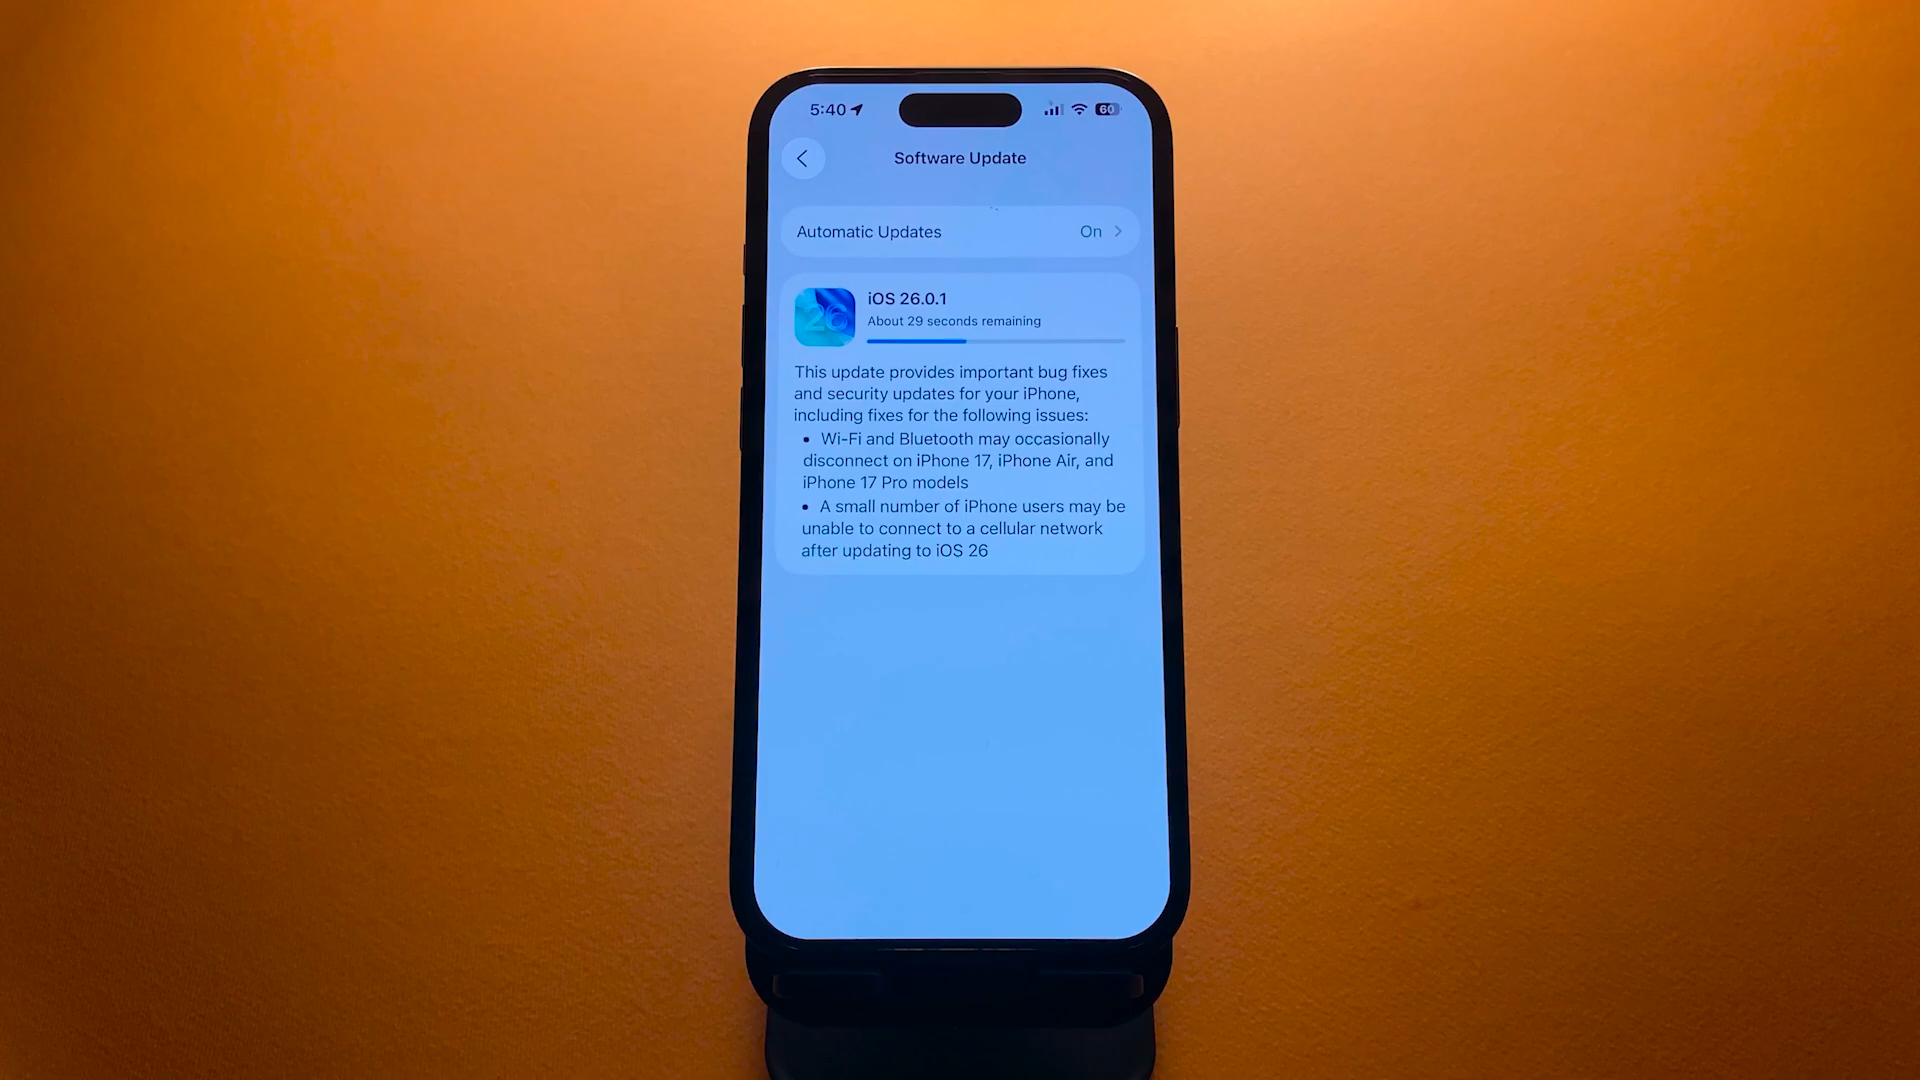 5:40
60
Software Update
Automatic Updates On
26
iOS 26.0.1
About 29 seconds remaining
This update provides important bug fixes
and security updates for your iPhone,
including fixes for the following issues:
• Wi-Fi and Bluetooth may occasionally
disconnect on iPhone 17, iPhone Air, and
iPhone 17 Pro models
• A small number of iPhone users may be
unable to connect to a cellular network
after updating to iOS 26